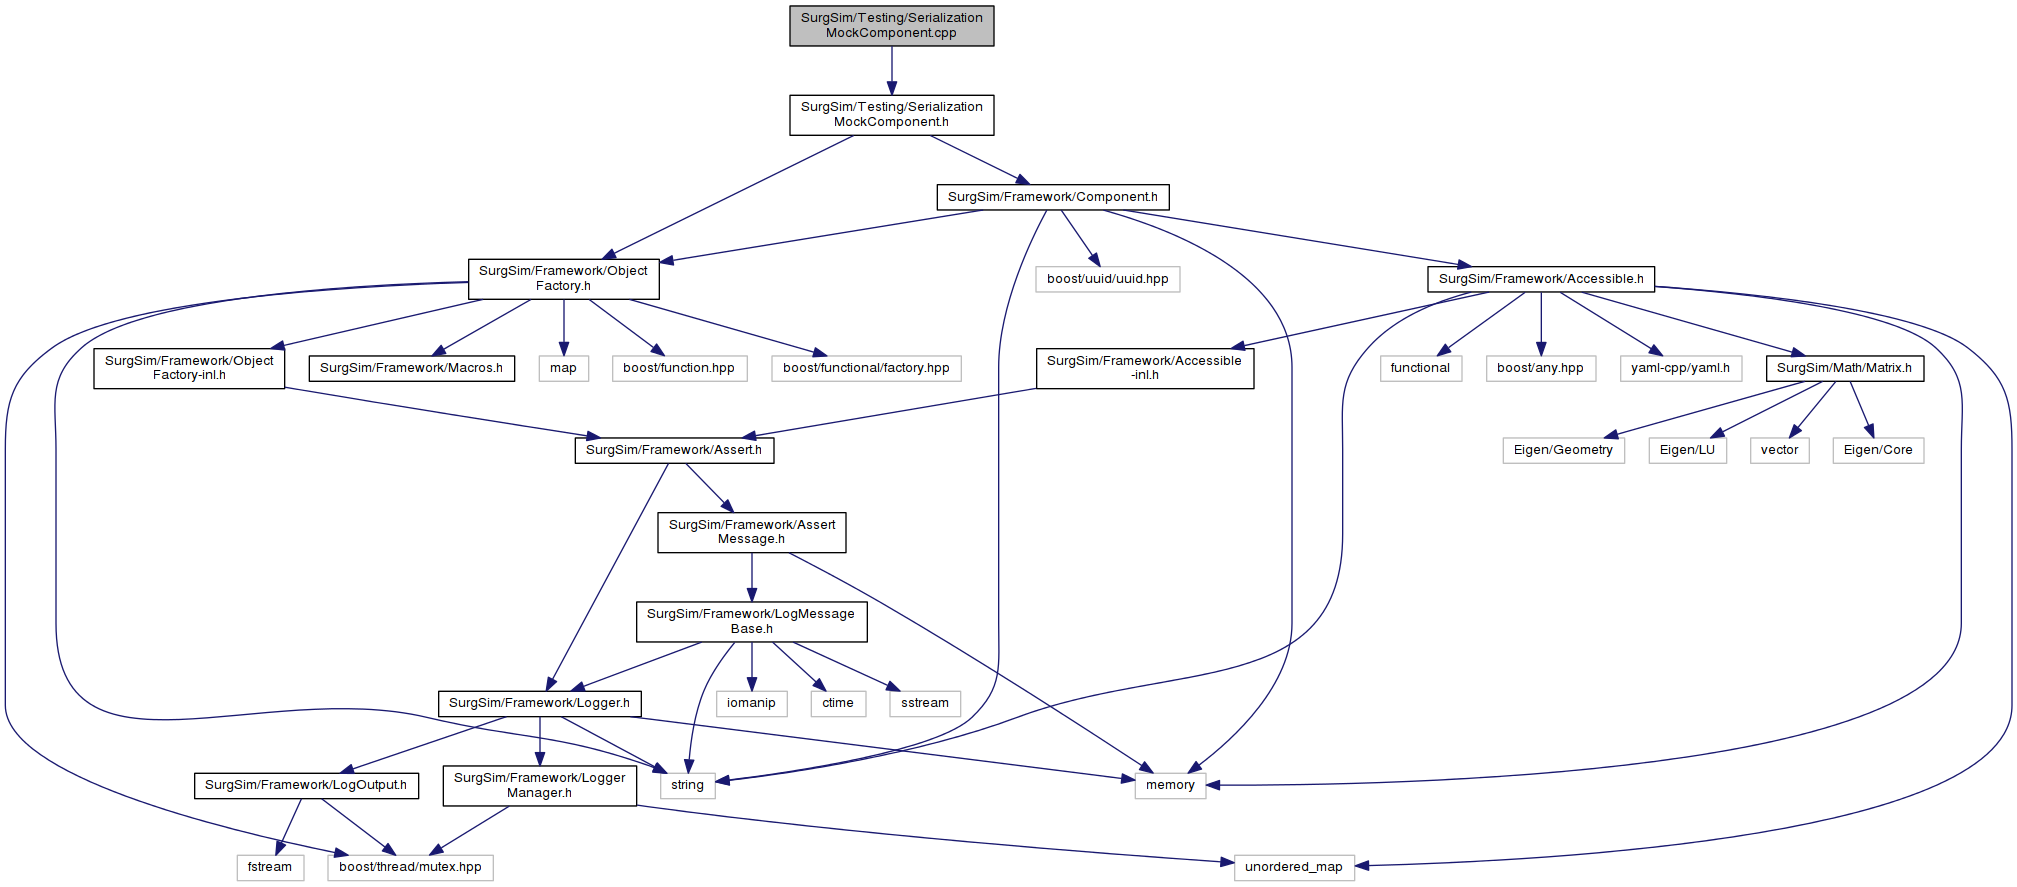 SurgSim/Testing/Serialization
MockComponent.cpp
SurgSim/Testing/Serialization
MockComponent.h
SurgSim/Framework/Component.h
SurgSim/Framework/Object
Factory.h
boost/uuid/uuid.hpp
SurgSim/Framework/Accessible.h
SurgSim/Framework/Object
Factory-inl.h
SurgSim/Framework/Macros.h
map
boost/function.hpp
boost/functional/factory.hpp
SurgSim/Framework/Accessible
-inl.h
functional
boost/any.hpp
yaml-cpp/yaml.h
SurgSim/Math/Matrix.h
SurgSim/Framework/Assert.h
Eigen/Geometry
Eigen/LU
vector
Eigen/Core
SurgSim/Framework/Assert
Message.h
SurgSim/Framework/LogMessage
Base.h
SurgSim/Framework/Logger.h
iomanip
ctime
sstream
SurgSim/Framework/LogOutput.h
SurgSim/Framework/Logger
Manager.h
string
memory
fstream
boost/thread/mutex.hpp
unordered_map